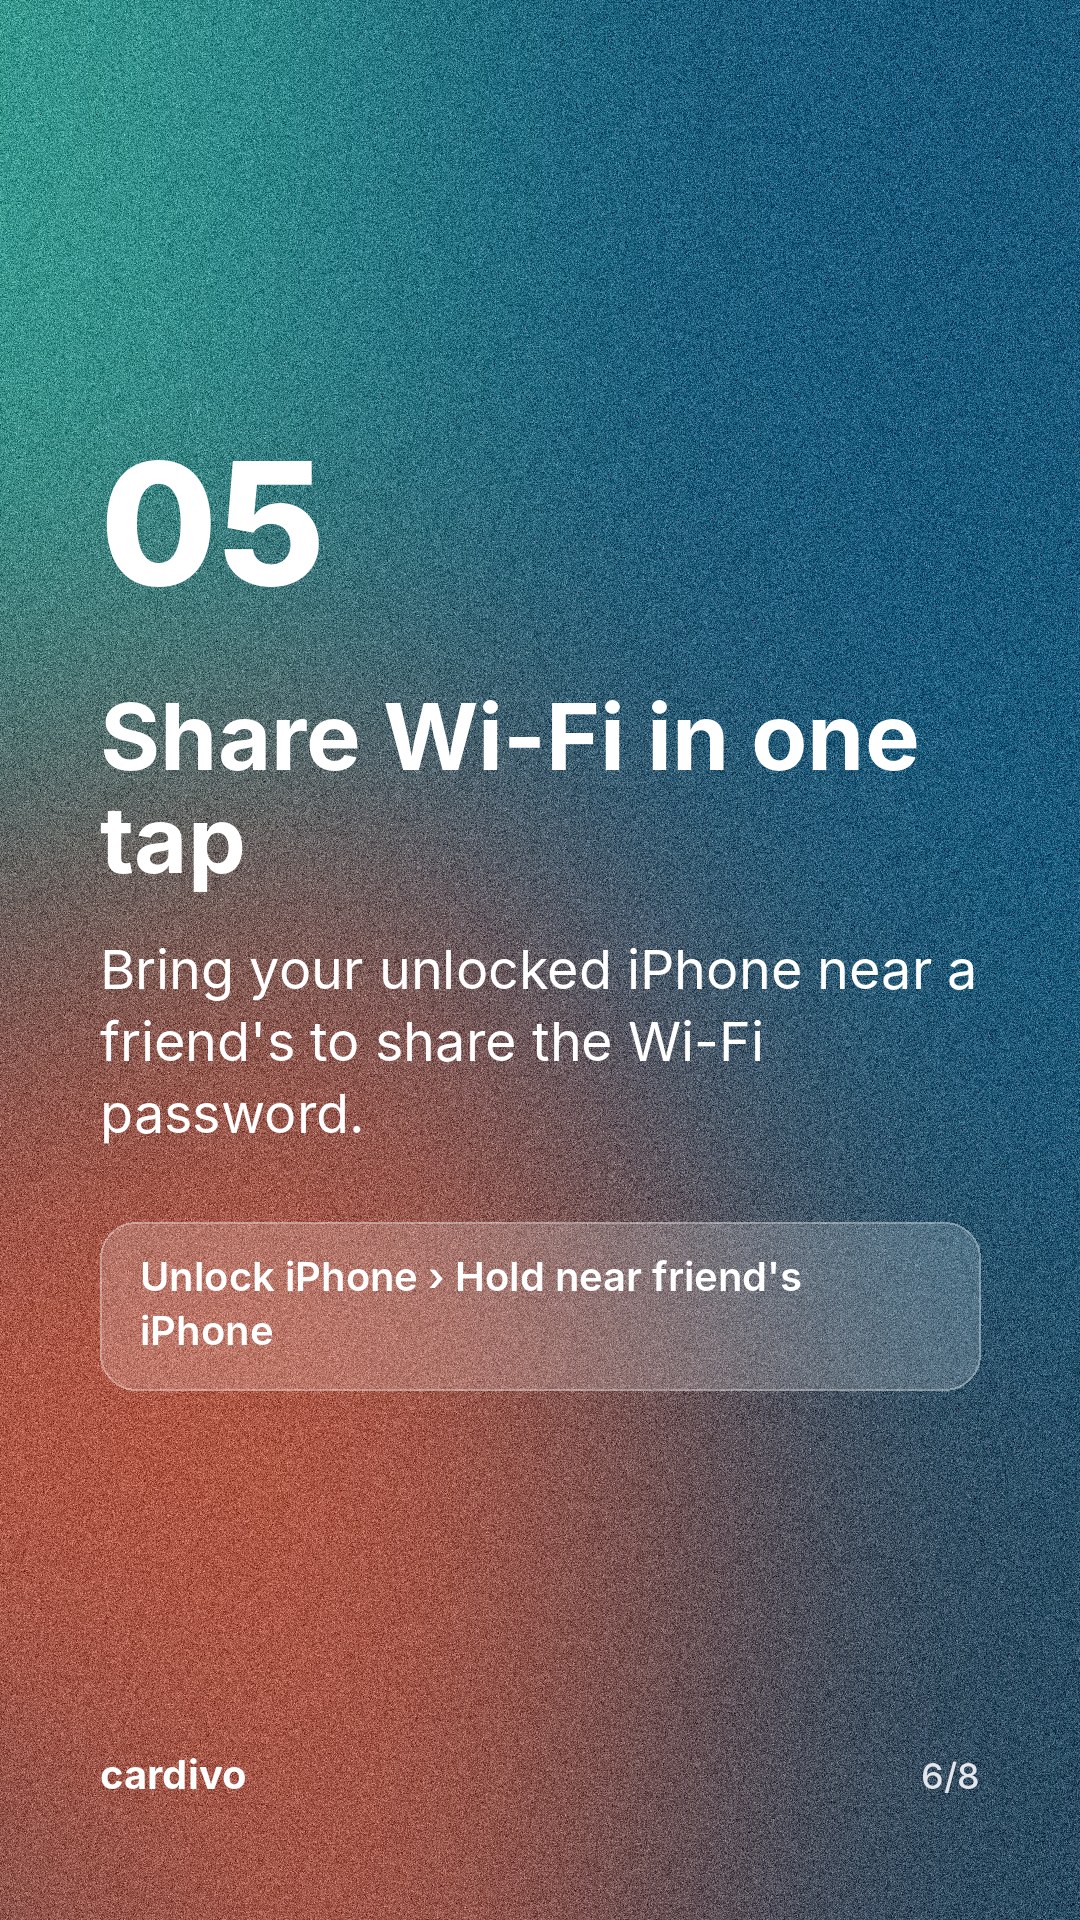 05
Share Wi-Fi in one
tap
Bring your unlocked iPhone near a
friend's to share the Wi-Fi
password.
Unlock iPhone › Hold near friend's
iPhone
cardivo
6/8